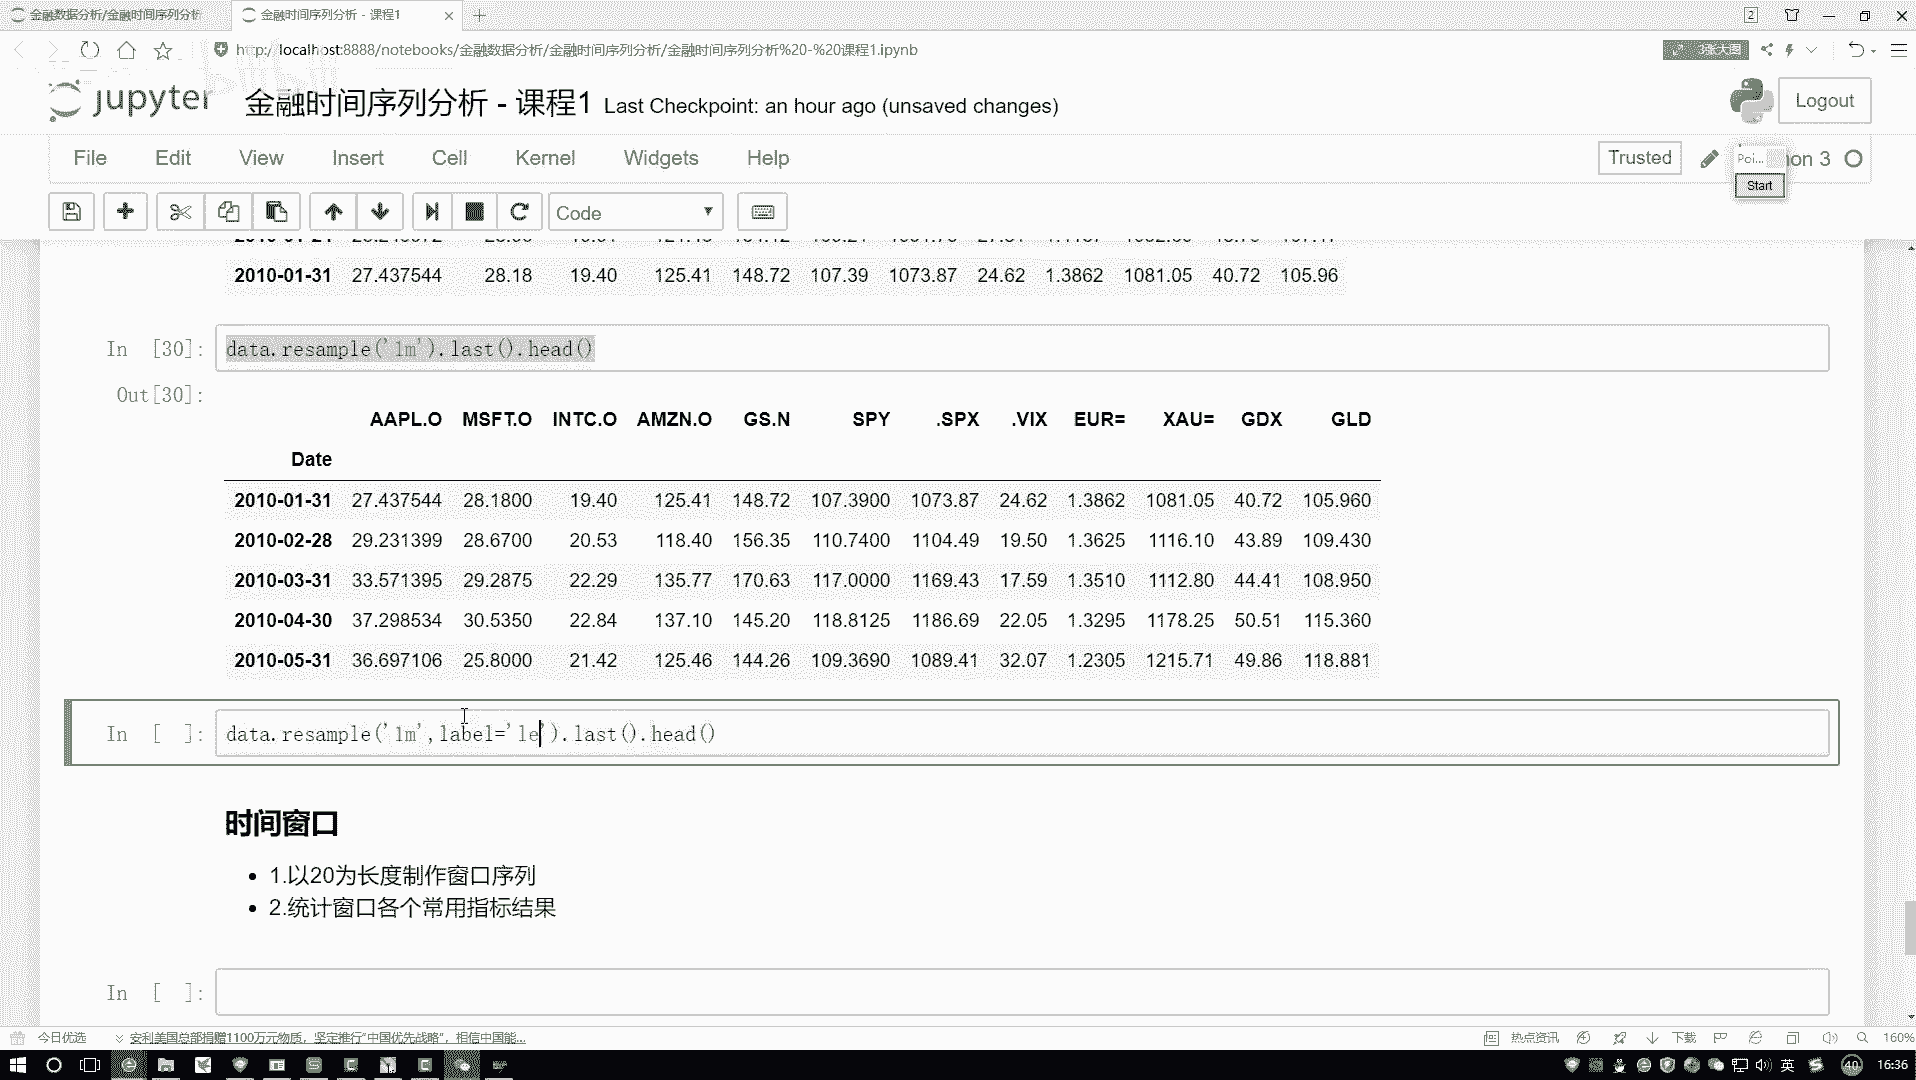 金融数据分析/金融时间序列分析 金融时间序列分析 - 课程1 2
http://localhost:8888/notebooks/金融数据分析/金融时间序列分析/金融时间序列分析%20-%20课程1.ipynb 3张大图
jupyter 金融时间序列分析 - 课程1 Last Checkpoint: an hour ago (unsaved changes) Logout
File Edit View Insert Cell Kernel Widgets Help Trusted Poi... on 3
Start
Code
2010-01-31 27.437544 28.18 19.40 125.41 148.72 107.39 1073.87 24.62 1.3862 1081.05 40.72 105.96
In [30]: data.resample('1m').last().head()
Out[30]:
AAPL.O MSFT.O INTC.O AMZN.O GS.N SPY .SPX .VIX EUR= XAU= GDX GLD
Date
2010-01-31 27.437544 28.1800 19.40 125.41 148.72 107.3900 1073.87 24.62 1.3862 1081.05 40.72 105.960
2010-02-28 29.231399 28.6700 20.53 118.40 156.35 110.7400 1104.49 19.50 1.3625 1116.10 43.89 109.430
2010-03-31 33.571395 29.2875 22.29 135.77 170.63 117.0000 1169.43 17.59 1.3510 1112.80 44.41 108.950
2010-04-30 37.298534 30.5350 22.84 137.10 145.20 118.8125 1186.69 22.05 1.3295 1178.25 50.51 115.360
2010-05-31 36.697106 25.8000 21.42 125.46 144.26 109.3690 1089.41 32.07 1.2305 1215.71 49.86 118.881
In [ ]: data.resample('1m',label='le').last().head()
时间窗口
1.以20为长度制作窗口序列
2.统计窗口各个常用指标结果
In [ ]:
今日优选 安利美国总部捐赠1100万元物质，坚定推行“中国优先战略”，相信中国能... 热点资讯 下载 160%
英 40 16:36